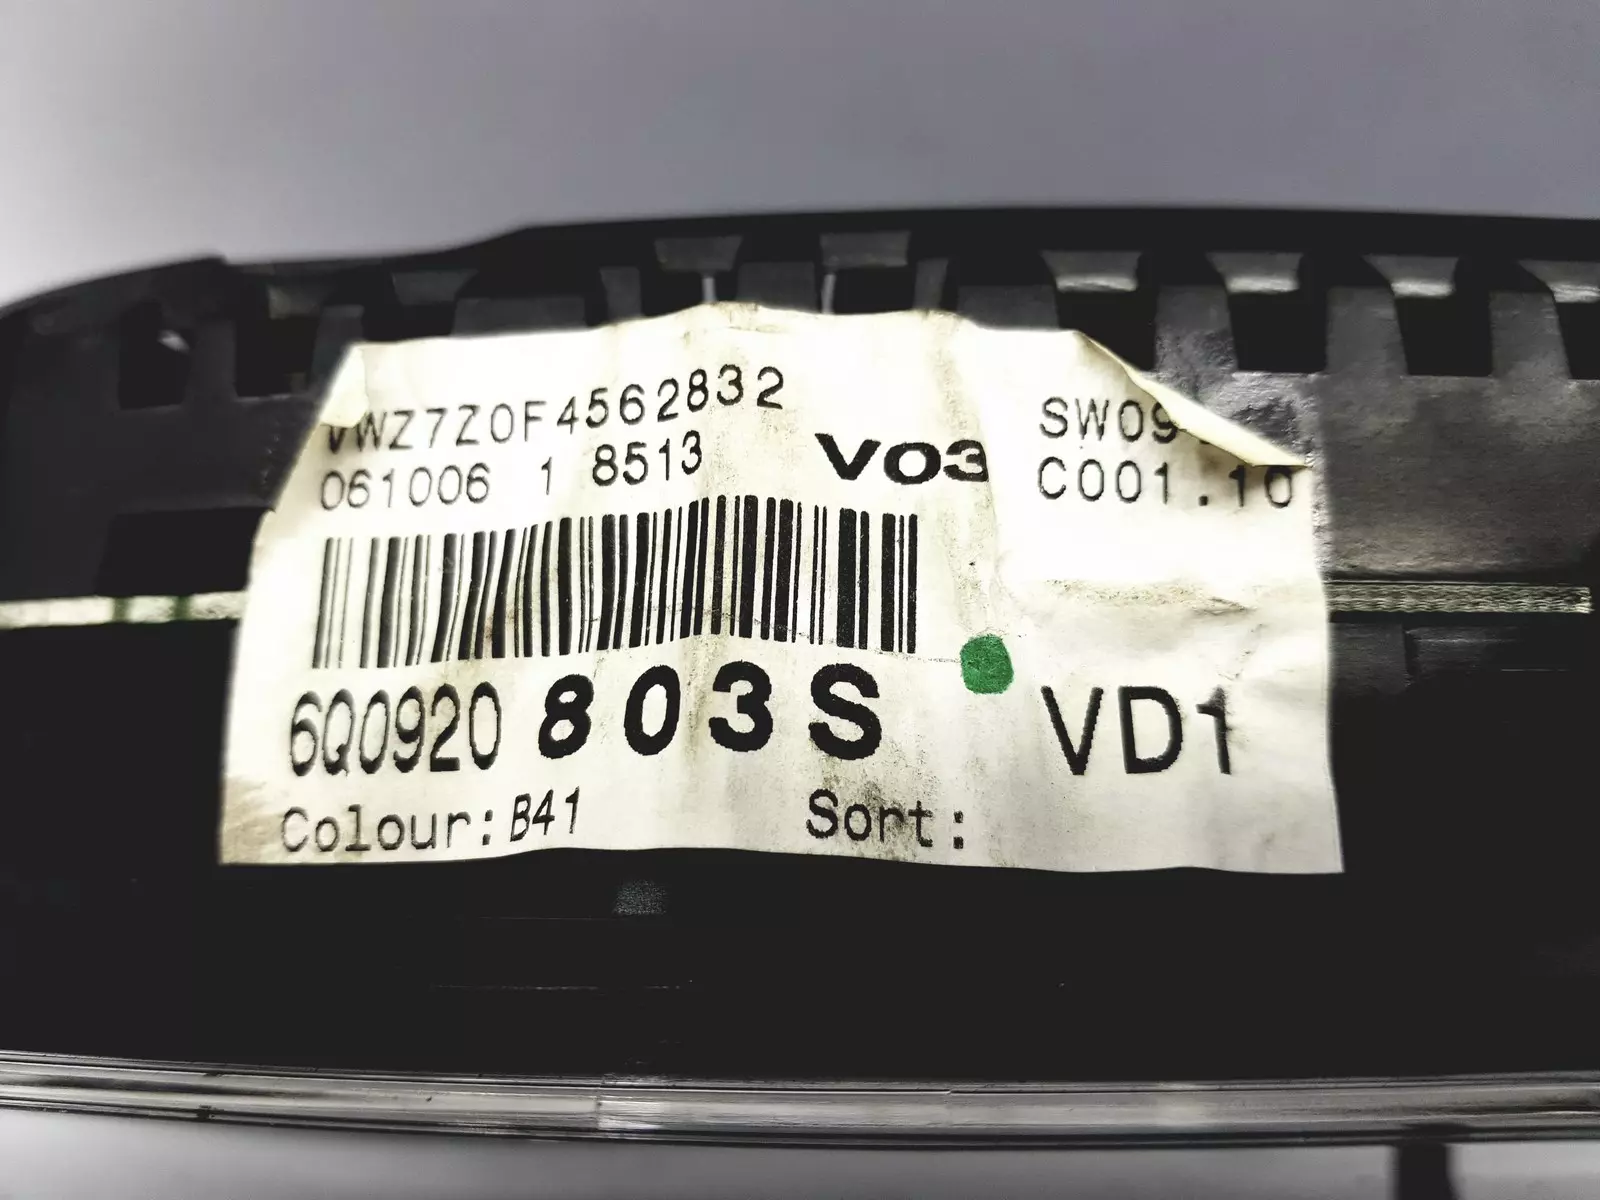 VWZ7Z0F4562832
061006 1 8513
V03
C001.10
6Q0920 803S
VD1
Colour: B41
Sort: